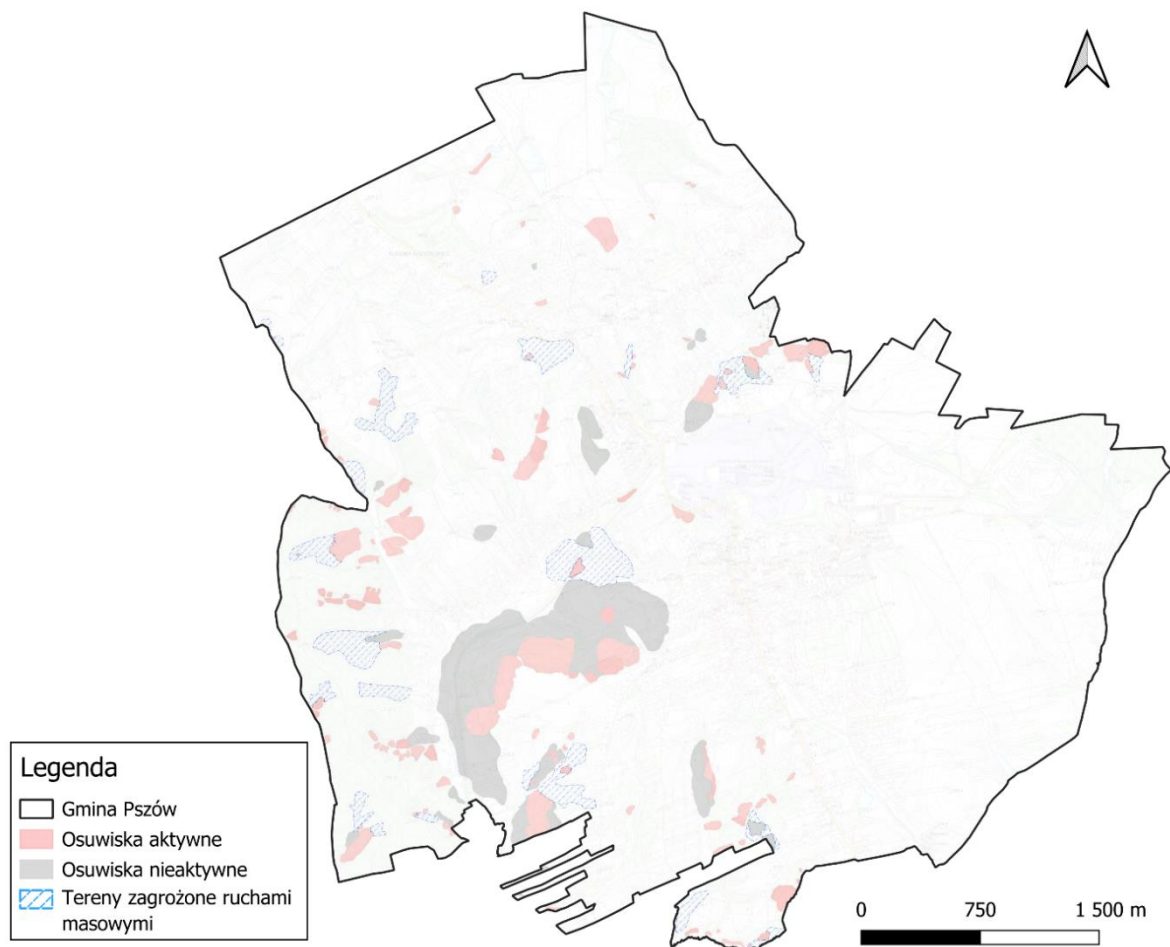 Legenda
Gmina Pszów
Osuwiska aktywne
Osuwiska nieaktywne
Tereny zagrożone ruchami
masowymi
0 750 1 500 m